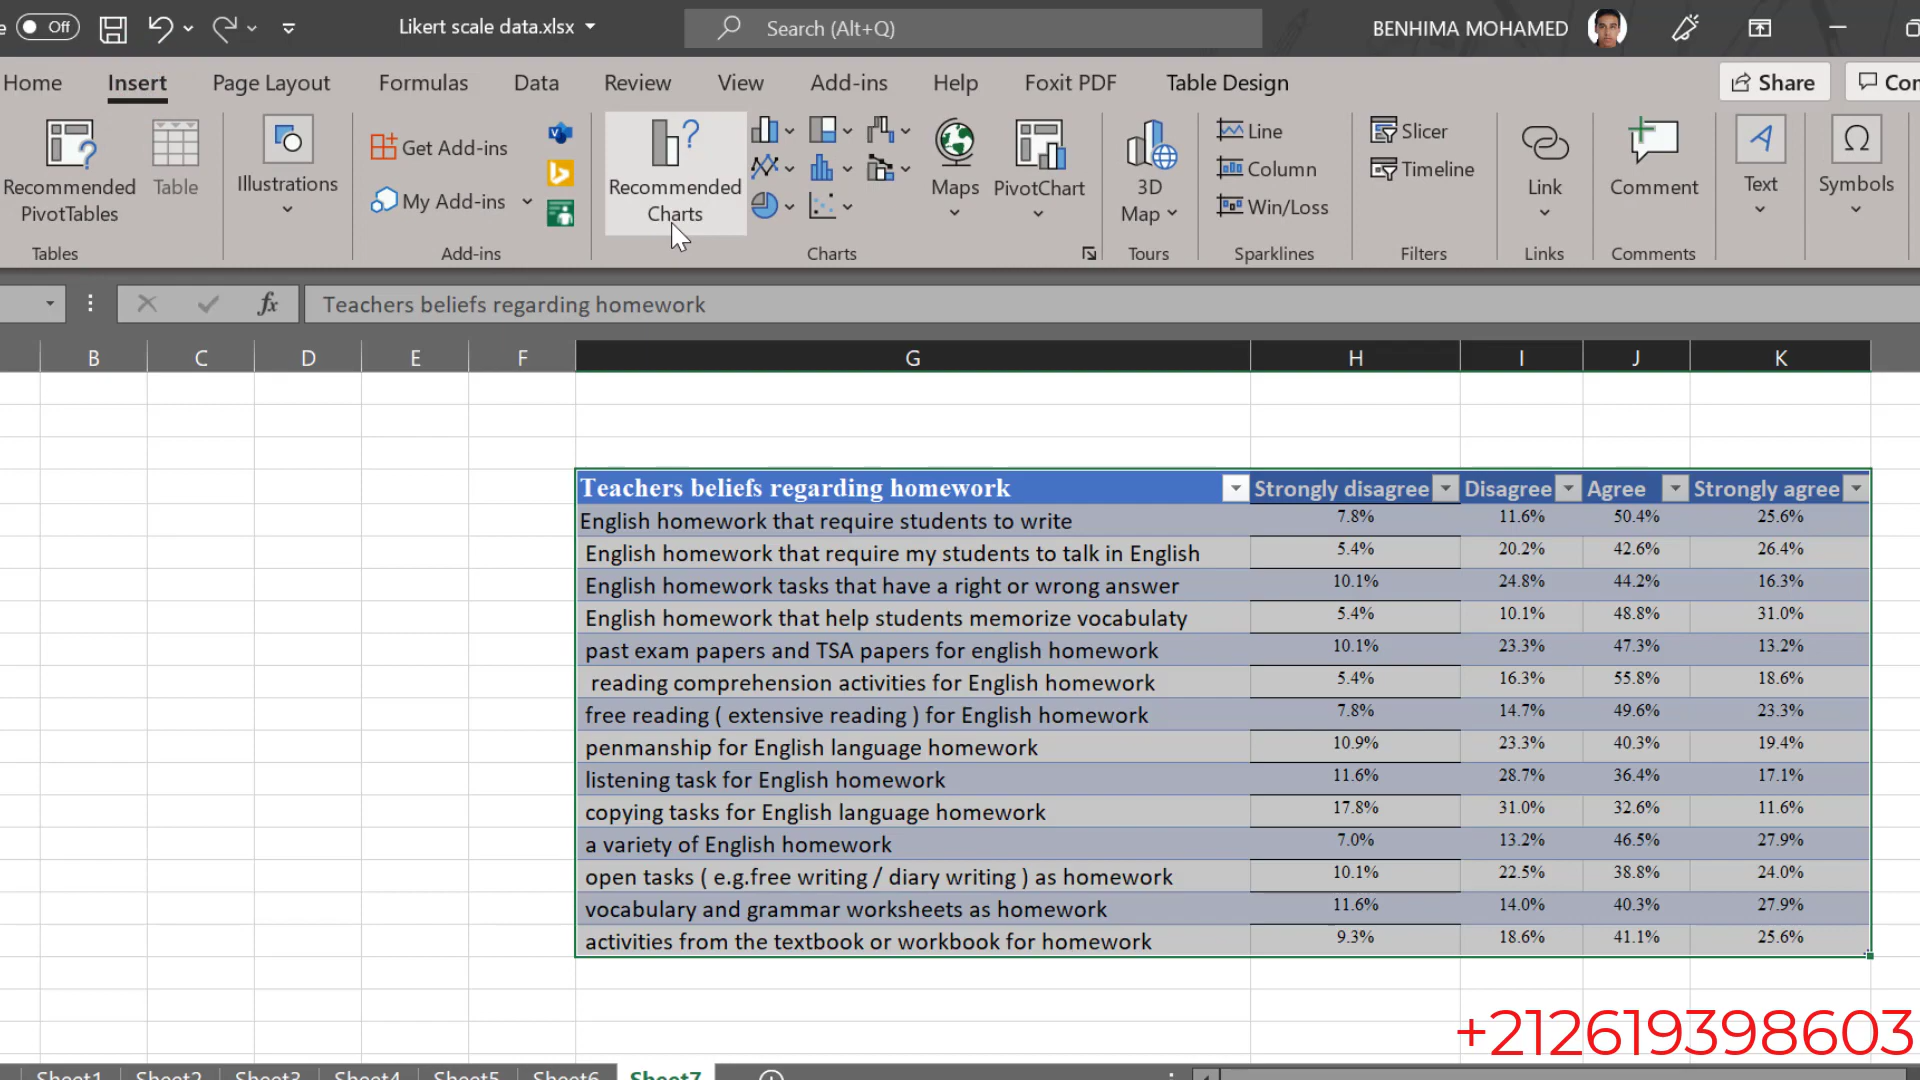 Off
Likert scale data.xlsx
Search (Alt+Q)
BENHIMA MOHAMED
Home Insert Page Layout Formulas Data Review View Add-ins Help Foxit PDF Table Design
Share
Recommended PivotTables
Table
Tables
Illustrations
Get Add-ins
My Add-ins
Add-ins
Recommended Charts
Maps
PivotChart
Charts
3D Map
Tours
Line
Column
Win/Loss
Sparklines
Slicer
Timeline
Filters
Link
Links
Comment
Comments
Text
Symbols
fx Teachers beliefs regarding homework
B C D E F G H I J K
Teachers beliefs regarding homework Strongly disagree Disagree Agree Strongly agree
English homework that require students to write 7.8% 11.6% 50.4% 25.6%
English homework that require my students to talk in English 5.4% 20.2% 42.6% 26.4%
English homework tasks that have a right or wrong answer 10.1% 24.8% 44.2% 16.3%
English homework that help students memorize vocabulaty 5.4% 10.1% 48.8% 31.0%
past exam papers and TSA papers for english homework 10.1% 23.3% 47.3% 13.2%
reading comprehension activities for English homework 5.4% 16.3% 55.8% 18.6%
free reading ( extensive reading ) for English homework 7.8% 14.7% 49.6% 23.3%
penmanship for English language homework 10.9% 23.3% 40.3% 19.4%
listening task for English homework 11.6% 28.7% 36.4% 17.1%
copying tasks for English language homework 17.8% 31.0% 32.6% 11.6%
a variety of English homework 7.0% 13.2% 46.5% 27.9%
open tasks ( e.g.free writing / diary writing ) as homework 10.1% 22.5% 38.8% 24.0%
vocabulary and grammar worksheets as homework 11.6% 14.0% 40.3% 27.9%
activities from the textbook or workbook for homework 9.3% 18.6% 41.1% 25.6%
+212619398603
Sheet1 Sheet2 Sheet3 Sheet4 Sheet5 Sheet6 Sheet7